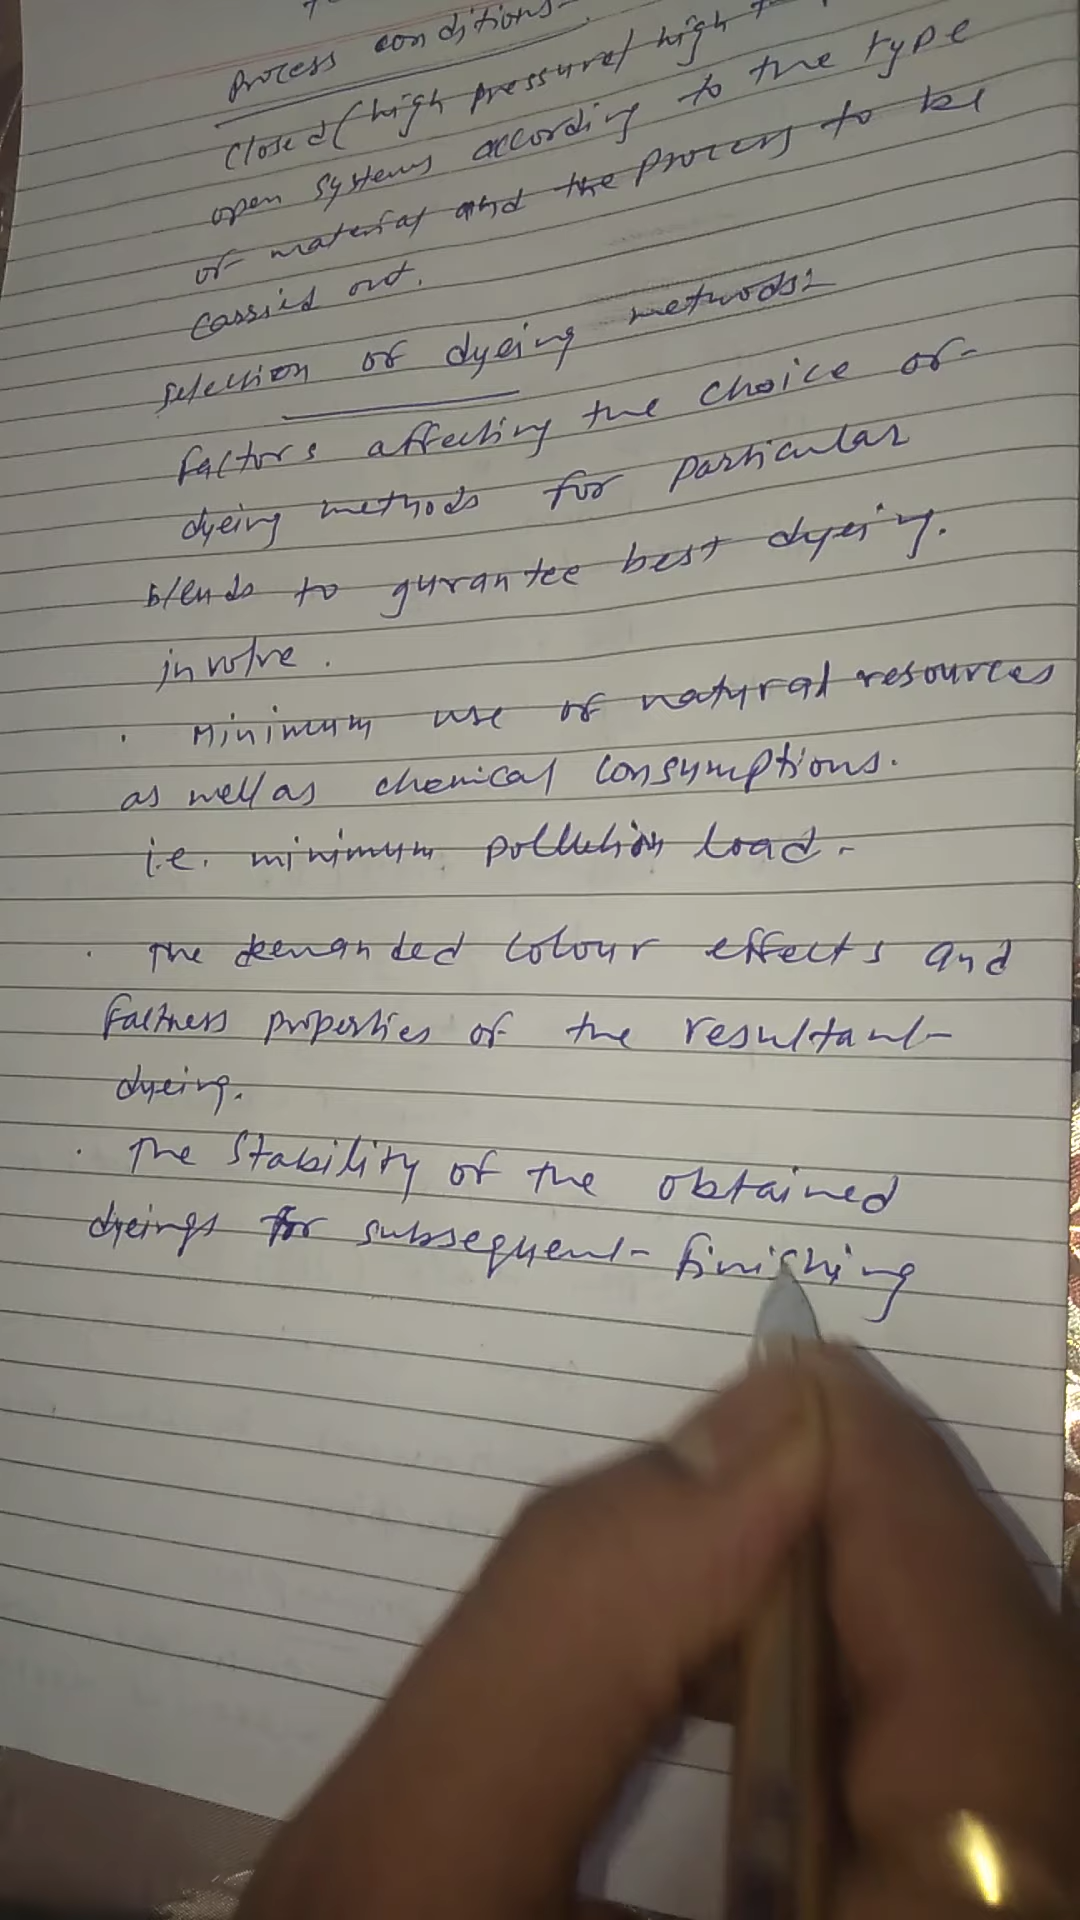 Process conditions-
Closed (high pressure) high
open systems according to the type
of material and the process to be
carried out.
Selection of dyeing methods:
Factors affecting the choice of
dyeing methods for particular
blends to gurantee best dyeing.
involve.
. Minimum use of natural resources
as well as chemical consumptions.
i.e. minimum pollution load.
. The demanded colour effects and
fastness properties of the resultant
dyeing.
. The Stability of the obtained
dyeings for subsequent finishing